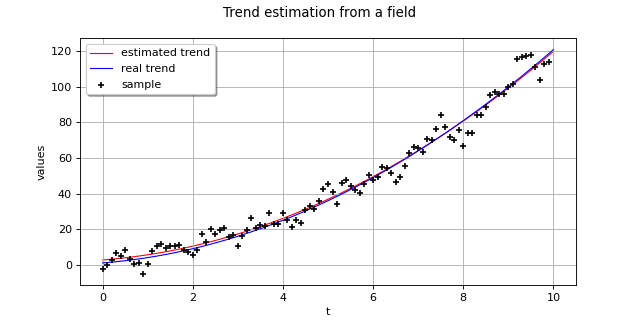 Trend estimation from a field
estimated trend
real trend
sample
120
100
80
60
40
20
0
values
0 2 4 6 8 10
t